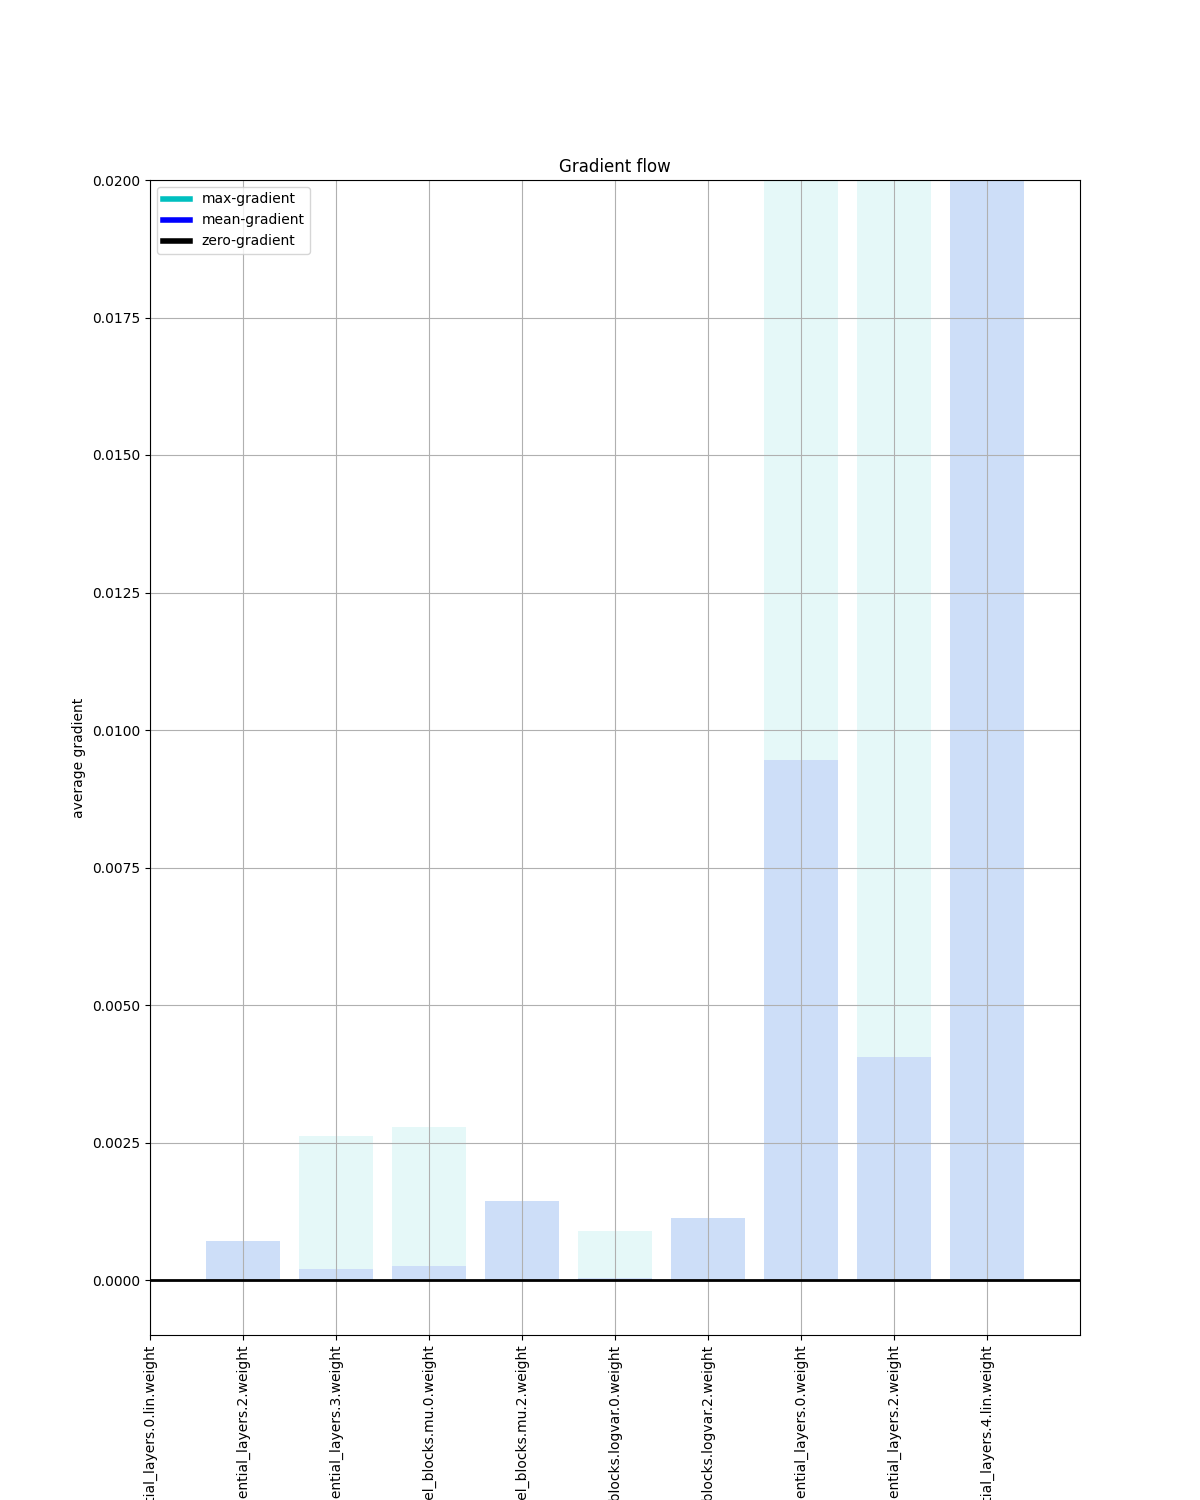 Gradient flow
max-gradient
mean-gradient
zero-gradient
0.0200
0.0175
0.0150
0.0125
0.0100
0.0075
0.0050
0.0025
0.0000
average gradient
tial_layers.0.lin.weight
ential_layers.2.weight
ential_layers.3.weight
el_blocks.mu.0.weight
el_blocks.mu.2.weight
blocks.logvar.0.weight
blocks.logvar.2.weight
ential_layers.0.weight
ential_layers.2.weight
tial_layers.4.lin.weight